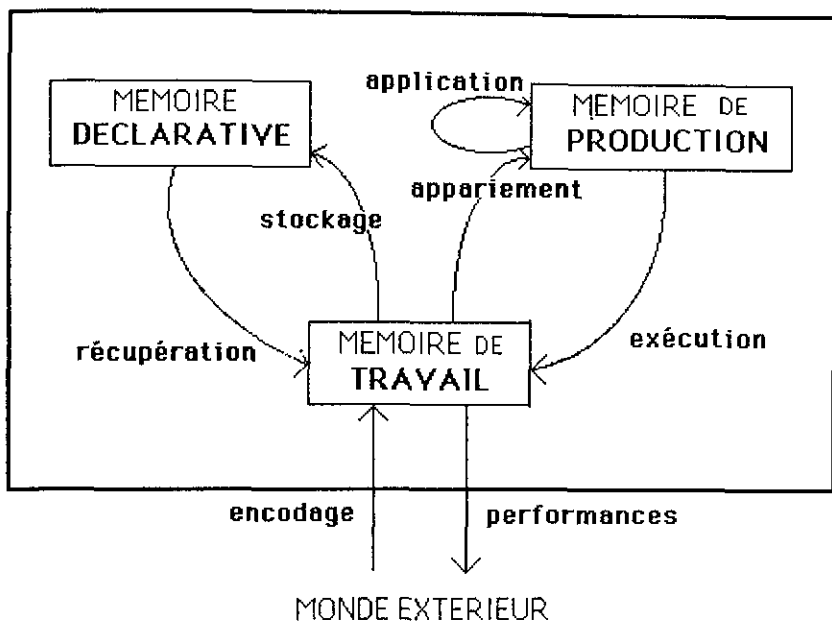 application
MEMOIRE
DECLARATIVE
MEMOIRE DE
PRODUCTION
appariement
stockage
récupération
MEMOIRE DE
TRAVAIL
exécution
encodage
performances
MONDE EXTERIEUR